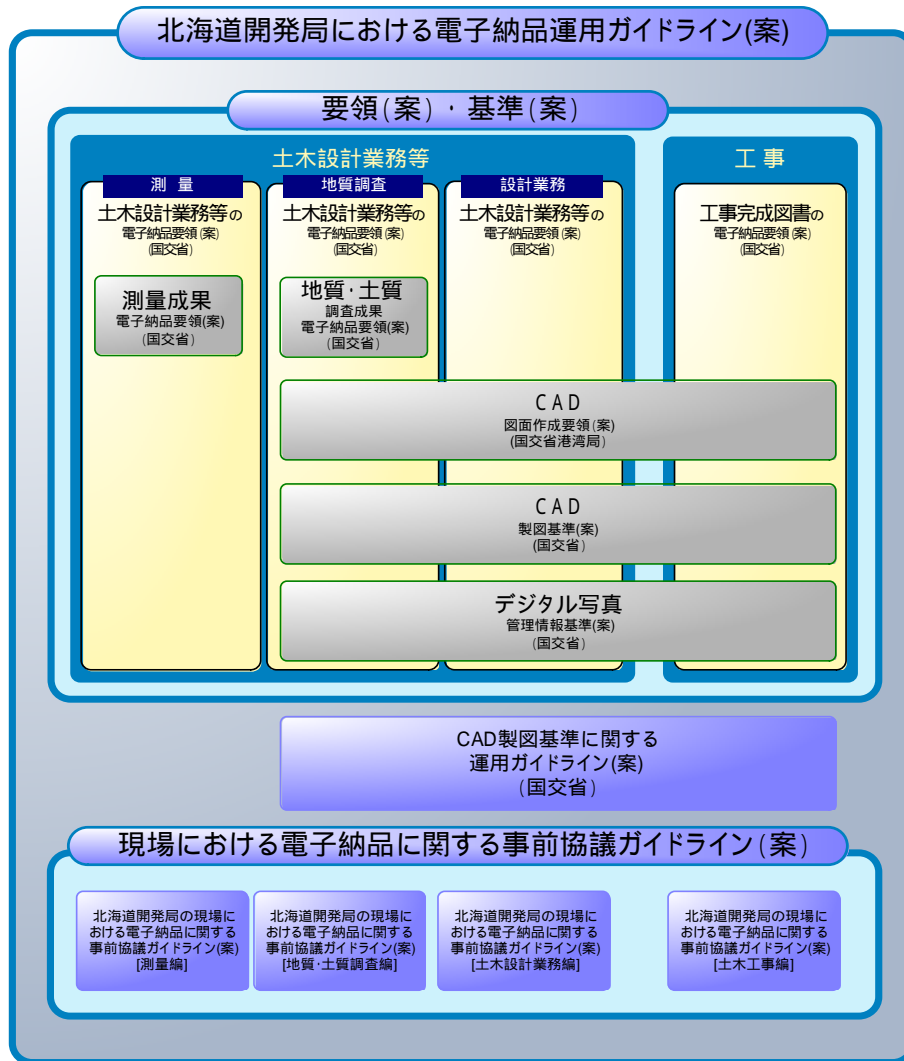 北海道開発局における電子納品運用ガイドライン(案)
要領(案)・基準(案)
土木設計業務等
測 量
土木設計業務等の
電子納品要領(案)
(国交省)
測量成果
電子納品要領(案)
(国交省)
地質調査
土木設計業務等の
電子納品要領(案)
(国交省)
地質・土質
調査成果
電子納品要領(案)
(国交省)
設計業務
土木設計業務等の
電子納品要領(案)
(国交省)
工 事
工事完成図書の
電子納品要領(案)
(国交省)
CAD
図面作成要領(案)
(国交省港湾局)
CAD
製図基準(案)
(国交省)
デジタル写真
管理情報基準(案)
(国交省)
CAD製図基準に関する
運用ガイドライン(案)
(国交省)
現場における電子納品に関する事前協議ガイドライン(案)
北海道開発局の現場に
おける電子納品に関する
事前協議ガイドライン(案)
[測量編]
北海道開発局の現場に
おける電子納品に関する
事前協議ガイドライン(案)
[地質・土質調査編]
北海道開発局の現場に
おける電子納品に関する
事前協議ガイドライン(案)
[土木設計業務編]
北海道開発局の現場に
おける電子納品に関する
事前協議ガイドライン(案)
[土木工事編]